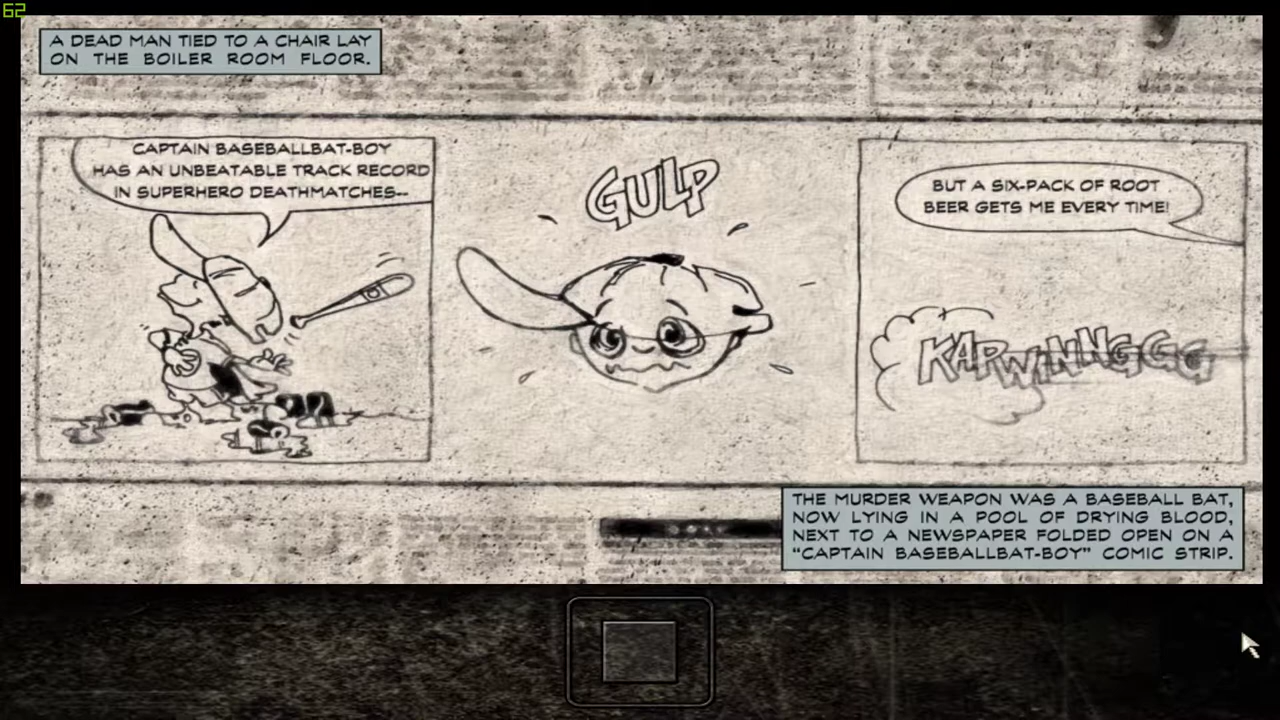 62
A DEAD MAN TIED TO A CHAIR LAY
ON THE BOILER ROOM FLOOR.
CAPTAIN BASEBALLBAT-BOY
HAS AN UNBEATABLE TRACK RECORD
IN SUPERHERO DEATHMATCHES--
GULP
BUT A SIX-PACK OF ROOT
BEER GETS ME EVERY TIME!
KAPWINNGGG
THE MURDER WEAPON WAS A BASEBALL BAT,
NOW LYING IN A POOL OF DRYING BLOOD,
NEXT TO A NEWSPAPER FOLDED OPEN ON A
“CAPTAIN BASEBALLBAT-BOY” COMIC STRIP.